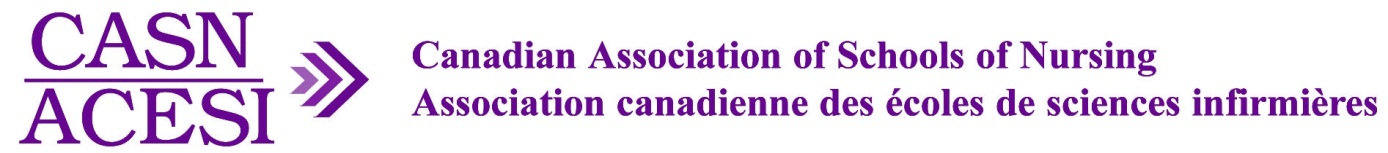 CASN
ACESI
Canadian Association of Schools of Nursing
Association canadienne des écoles de sciences infirmières